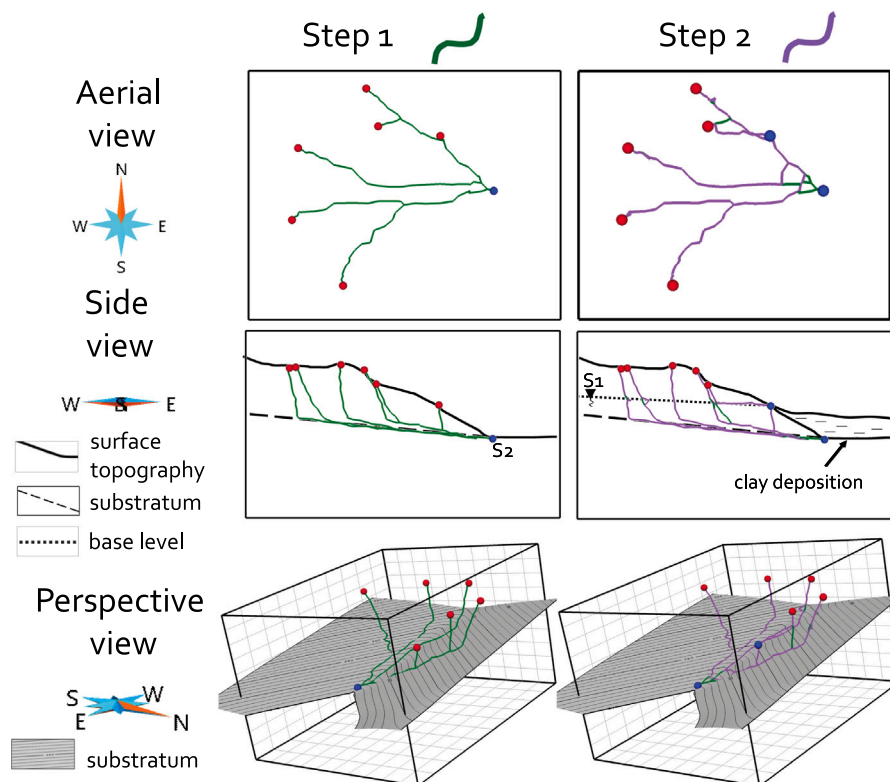 Step 1
Step 2
Aerial
view
N
W
E
S
Side
view
W
E
S1
S2
clay deposition
surface
topography
substratum
base level
Perspective
view
S
W
E
N
substratum